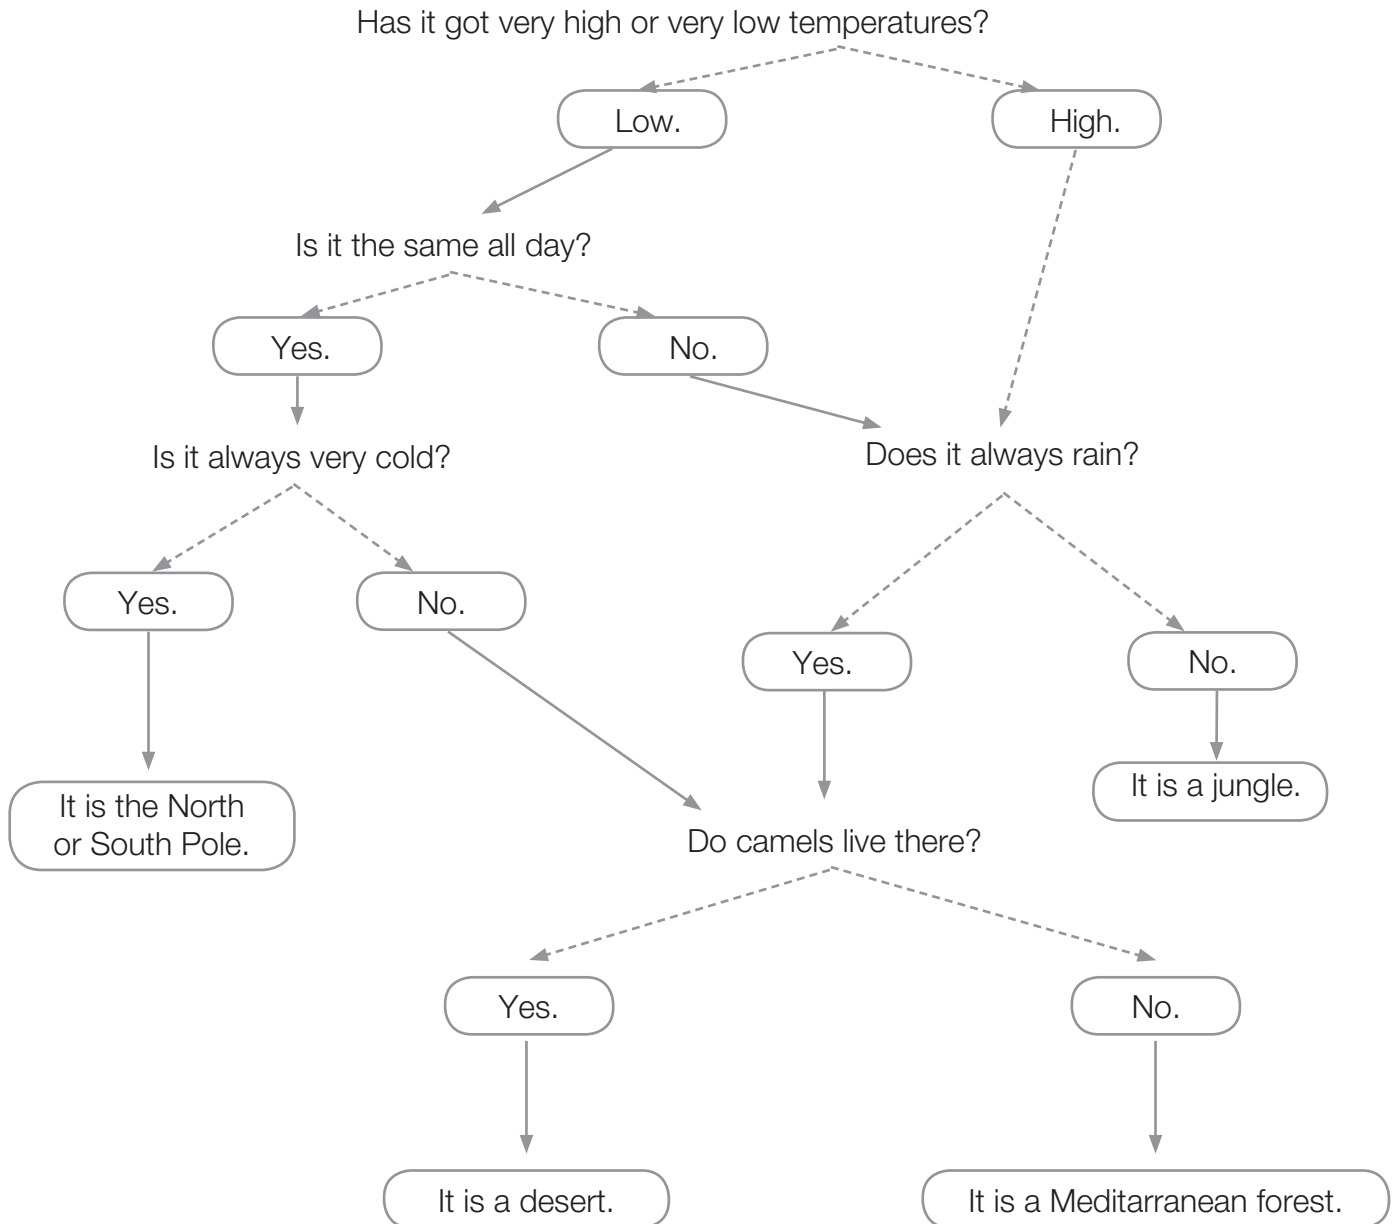 Has it got very high or very low temperatures?
Low.
High.
Is it the same all day?
Yes.
No.
Is it always very cold?
Does it always rain?
Yes.
No.
Yes.
No.
It is a jungle.
It is the North
or South Pole.
Do camels live there?
Yes.
No.
It is a desert.
It is a Meditarranean forest.